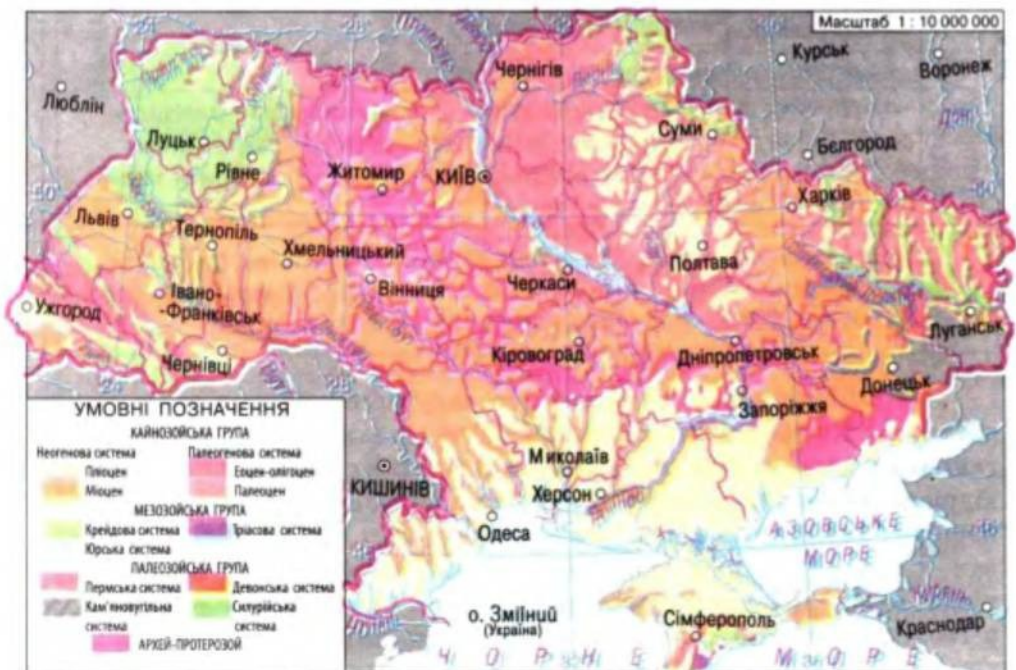 Масштаб 1 : 10 000 000
Курськ
Воронеж
Чернігів
Люблін
Суми
Луцьк
Рівне
Бєлгород
Житомир
КИЇВ
Харків
Львів
Тернопіль
Хмельницький
Полтава
Черкаси
Вінниця
Ужгород
Івано-
-Франківськ
Луганськ
Чернівці
Кіровоград
Дніпропетровськ
Донецьк
Запоріжжя
Миколаїв
КИШИНІВ
Херсон
Одеса
АЗОВСЬКЕ
МОРЕ
о. Зміїний
(Україна)
Сімферополь
Краснодар
Ч О Р Н Е М О Р Е
УМОВНІ ПОЗНАЧЕННЯ
КАЙНОЗОЙСЬКА ГРУПА
Неогенова система
Пліоцен
Міоцен
Палеогенова система
Еоцен-олігоцен
Палеоцен
МЕЗОЗОЙСЬКА ГРУПА
Крейдова система
Юрська система
Тріасова система
ПАЛЕОЗОЙСЬКА ГРУПА
Пермська система
Кам'яновугільна
система
Девонська система
Силурійська
система
АРХЕЙ-ПРОТЕРОЗОЙ